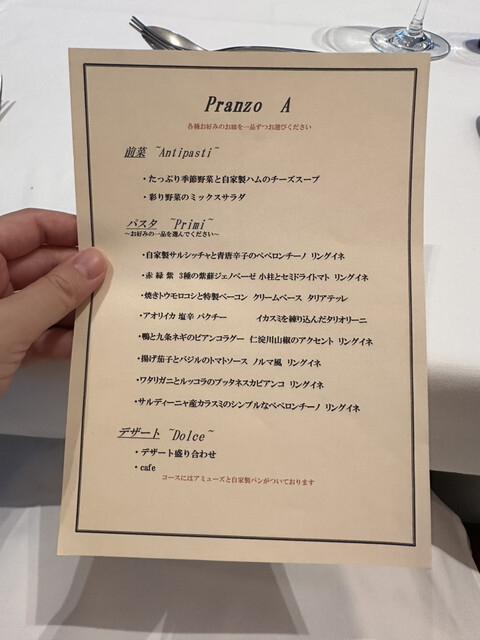 Pranzo A
各種お好みのお皿を一品ずつお選びください
前菜 ~Antipasti~
・たっぷり季節野菜と自家製ハムのチーズスープ
・彩り野菜のミックスサラダ
パスタ ~Primi~
~お好みの一品を選んでください~
・自家製サルシッチャと青唐辛子のペペロンチーノ リングイネ
・赤 緑 紫 3種の紫蘇ジェノベーゼ 小柱とセミドライトマト リングイネ
・焼きトウモロコシと特製ベーコン クリームベース タリアテッレ
・アオリイカ 塩辛 パクチー イカスミを練り込んだタリオリーニ
・鴨と九条ネギのビアンコラグー 仁淀川山椒のアクセント リングイネ
・揚げ茄子とバジルのトマトソース ノルマ風 リングイネ
・ワタリガニとルッコラのプッタネスカビアンコ リングイネ
・サルディーニャ産カラスミのシンプルなペペロンチーノ リングイネ
デザート ~Dolce~
・デザート盛り合わせ
・cafe
コースにはアミューズと自家製パンがついております